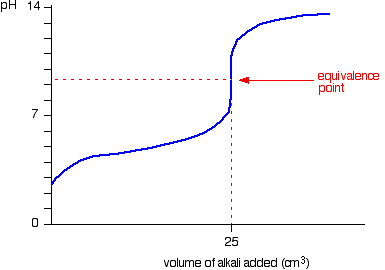 pH
14
equivalence
point
7
0
25
volume of alkali added (cm³)